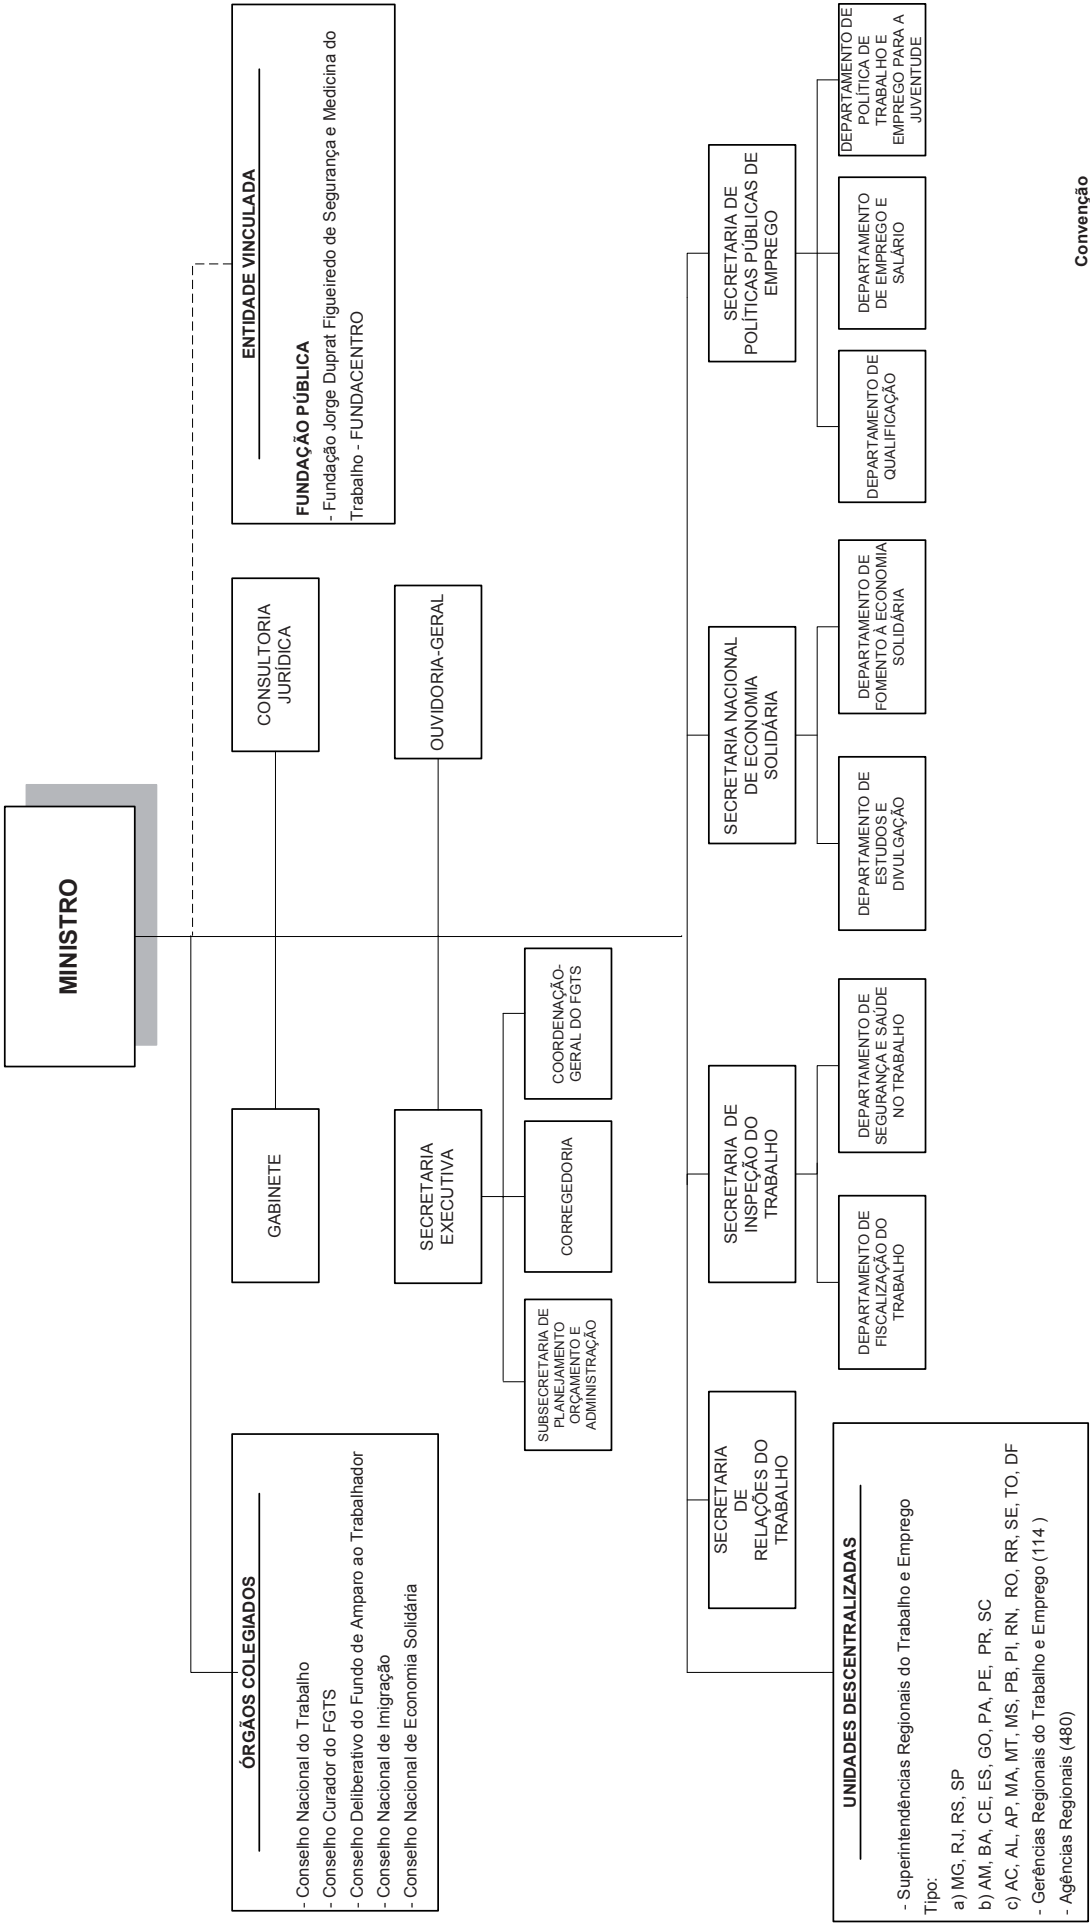 MINISTRO
ÓRGÃOS COLEGIADOS
- Conselho Nacional do Trabalho
- Conselho Curador do FGTS
- Conselho Deliberativo do Fundo de Amparo ao Trabalhador
- Conselho Nacional de Imigração
- Conselho Nacional de Economia Solidária
GABINETE
CONSULTORIA
JURÍDICA
ENTIDADE VINCULADA
FUNDAÇÃO PÚBLICA
- Fundação Jorge Duprat Figueiredo de Segurança e Medicina do
Trabalho - FUNDACENTRO
SECRETARIA
EXECUTIVA
OUVIDORIA-GERAL
SUBSECRETARIA DE
PLANEJAMENTO
ORÇAMENTO E
ADMINISTRAÇÃO
CORREGEDORIA
COORDENAÇÃO-
GERAL DO FGTS
SECRETARIA
DE
RELAÇÕES DO
TRABALHO
SECRETARIA DE
INSPEÇÃO DO
TRABALHO
SECRETARIA NACIONAL
DE ECONOMIA
SOLIDÁRIA
SECRETARIA DE
POLÍTICAS PÚBLICAS DE
EMPREGO
UNIDADES DESCENTRALIZADAS
- Superintendências Regionais do Trabalho e Emprego
Tipo:
a) MG, RJ, RS, SP
b) AM, BA, CE, ES, GO, PA, PE, PR, SC
c) AC, AL, AP, MA, MT, MS, PB, PI, RN, RO, RR, SE, TO, DF
- Gerências Regionais do Trabalho e Emprego (114 )
- Agências Regionais (480)
DEPARTAMENTO DE
FISCALIZAÇÃO DO
TRABALHO
DEPARTAMENTO DE
SEGURANÇA E SAÚDE
NO TRABALHO
DEPARTAMENTO DE
ESTUDOS E
DIVULGAÇÃO
DEPARTAMENTO DE
FOMENTO À ECONOMIA
SOLIDÁRIA
DEPARTAMENTO DE
QUALIFICAÇÃO
DEPARTAMENTO
DE EMPREGO E
SALÁRIO
DEPARTAMENTO DE
POLÍTICA DE
TRABALHO E
EMPREGO PARA A
JUVENTUDE
Convenção